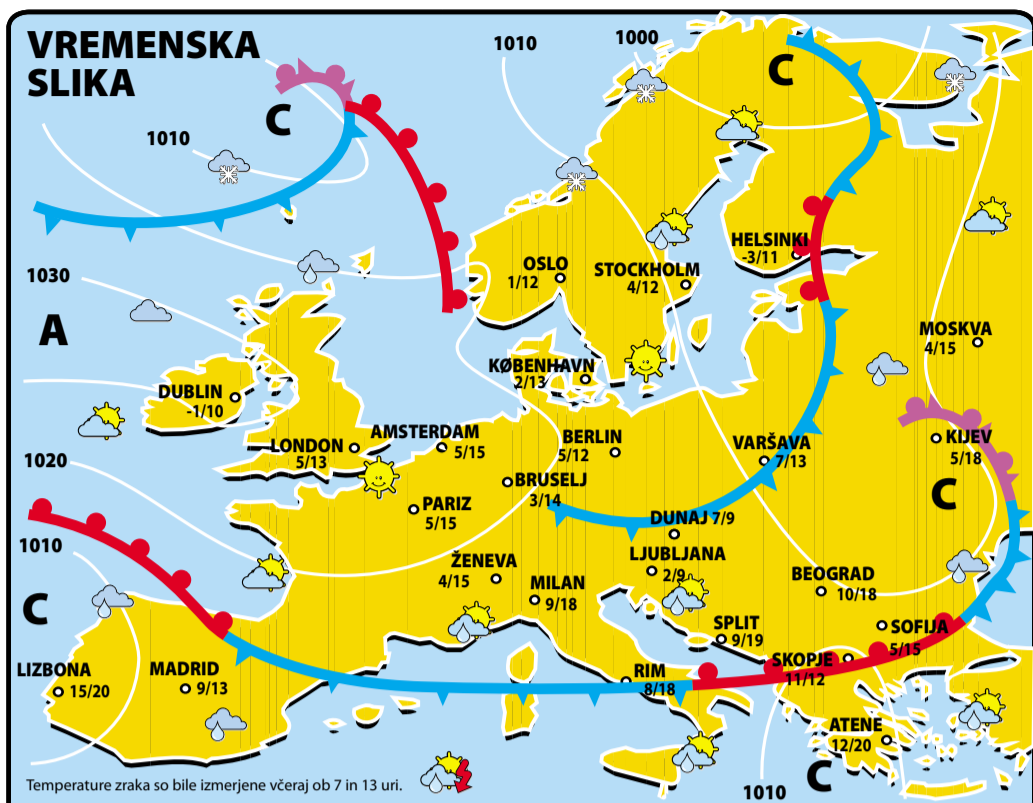 VREMENSKA
SLIKA
1010
1000
C
C
1010
1030
A
HELSINKI
-3/11
OSLO
1/12
STOCKHOLM
4/12
MOSKVA
4/15
KØBENHAVN
2/13
DUBLIN
-1/10
LONDON
5/13
AMSTERDAM
5/15
BERLIN
5/12
VARŠAVA
7/13
KIJEV
5/18
1020
BRUSELJ
3/14
C
PARIZ
5/15
DUNAJ 7/9
1010
ŽENEVA
4/15
LJUBLJANA
2/9
MILAN
9/18
BEOGRAD
10/18
C
SPLIT
9/19
SOFIJA
5/15
SKOPJE
11/12
LIZBONA
15/20
MADRID
9/13
RIM
8/18
ATENE
12/20
C
Temperature zraka so bile izmerjene včeraj ob 7 in 13 uri.
1010